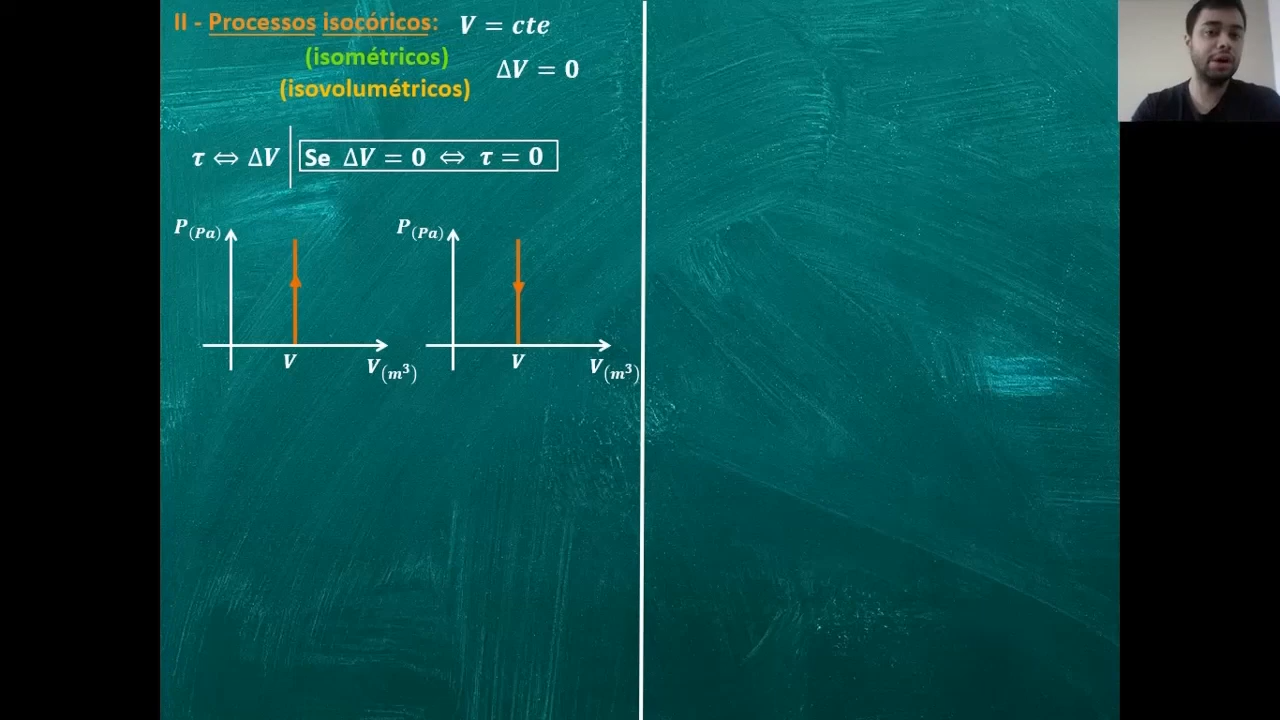 II - Processos isocóricos: V = cte
(isométricos)
ΔV = 0
(isovolumétricos)
τ ⇔ ΔV | Se ΔV = 0 ⇔ τ = 0
P(Pa) P(Pa)
V V(m³) V V(m³)